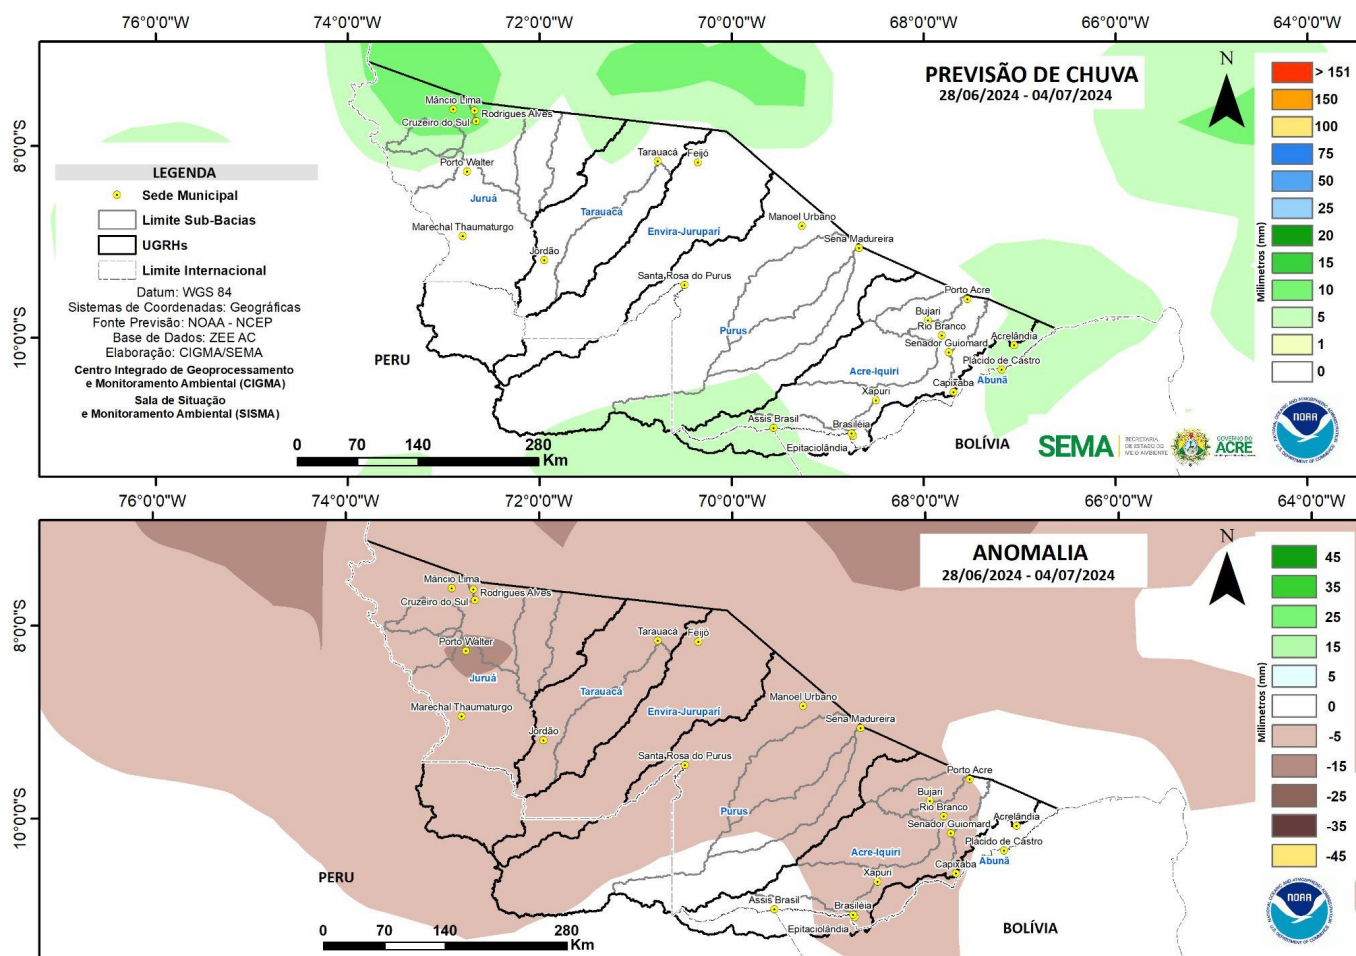 76°0'0"W 74°0'0"W 72°0'0"W 70°0'0"W 68°0'0"W 66°0'0"W 64°0'0"W
8°0'0"S
10°0'0"S
PREVISÃO DE CHUVA
28/06/2024 - 04/07/2024
N
LEGENDA
Sede Municipal
Limite Sub-Bacias
UGRHs
Limite Internacional
Datum: WGS 84
Sistemas de Coordenadas: Geográficas
Fonte Previsão: NOAA - NCEP
Base de Dados: ZEE AC
Elaboração: CIGMA/SEMA
Centro Integrado de Geoprocessamento
e Monitoramento Ambiental (CIGMA)
Sala de Situação
e Monitoramento Ambiental (SISMA)
Mâncio Lima
Rodrigues Alves
Cruzeiro do Sul
Porto Walter
Juruá
Marechal Thaumaturgo
Tarauacá
Feijó
Tarauacá
Envira-Juruparí
Jordão
Manoel Urbano
Sena Madureira
Santa Rosa do Purus
Purus
Porto Acre
Bujari
Rio Branco
Senador Guiomard
Acrelândia
Plácido de Castro
Abunã
Acre-Iquiri
Capixaba
Xapuri
Assis Brasil
Brasiléia
Epitaciolândia
PERU
BOLÍVIA
0 70 140 280
Km
Milimetros (mm)
> 151
150
100
75
50
25
20
15
10
5
1
0
SEMA
SECRETARIA
DE ESTADO DO
MEIO AMBIENTE
GOVERNO DO
ACRE
NOAA
76°0'0"W 74°0'0"W 72°0'0"W 70°0'0"W 68°0'0"W 66°0'0"W 64°0'0"W
8°0'0"S
10°0'0"S
ANOMALIA
28/06/2024 - 04/07/2024
N
Mâncio Lima
Rodrigues Alves
Cruzeiro do Sul
Porto Walter
Juruá
Marechal Thaumaturgo
Tarauacá
Feijó
Tarauacá
Envira-Juruparí
Jordão
Manoel Urbano
Sena Madureira
Santa Rosa do Purus
Purus
Porto Acre
Bujari
Rio Branco
Senador Guiomard
Acrelândia
Plácido de Castro
Abunã
Acre-Iquiri
Capixaba
Xapuri
Assis Brasil
Brasiléia
Epitaciolândia
PERU
BOLÍVIA
0 70 140 280
Km
Milimetros (mm)
45
35
25
15
5
0
-5
-15
-25
-35
-45
NOAA